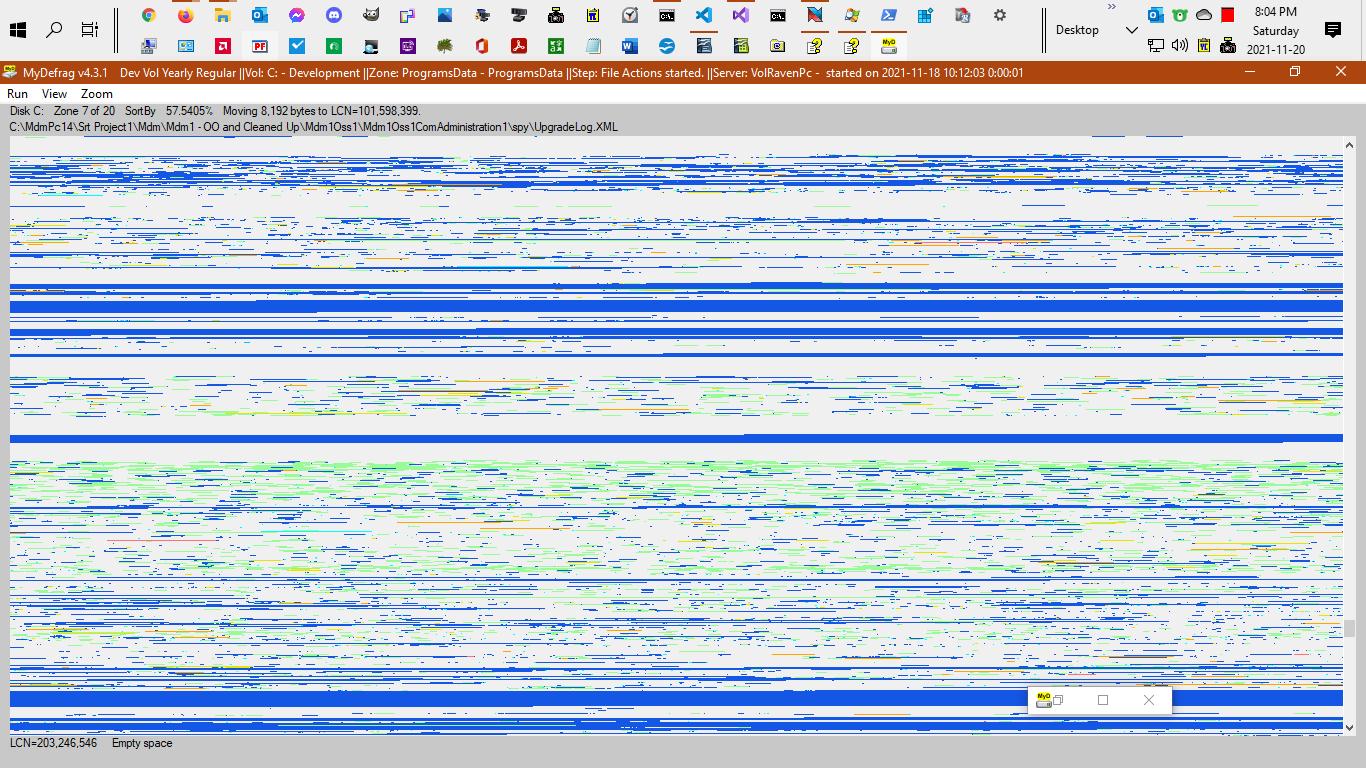 8:04 PM
Saturday
2021-11-20
Desktop
MyDefrag v4.3.1 Dev Vol Yearly Regular ||Vol: C: - Development ||Zone: ProgramsData - ProgramsData ||Step: File Actions started. ||Server: VolRavenPc - started on 2021-11-18 10:12:03 0:00:01
Run View Zoom
Disk C: Zone 7 of 20 SortBy 57.5405% Moving 8,192 bytes to LCN=101,598,399.
C:\MdmPc14\Srt Project1\Mdm\Mdm1 - OO and Cleaned Up\Mdm1Oss1\Mdm1Oss1ComAdministration1\spy\UpgradeLog.XML
MyD
LCN=203,246,546 Empty space